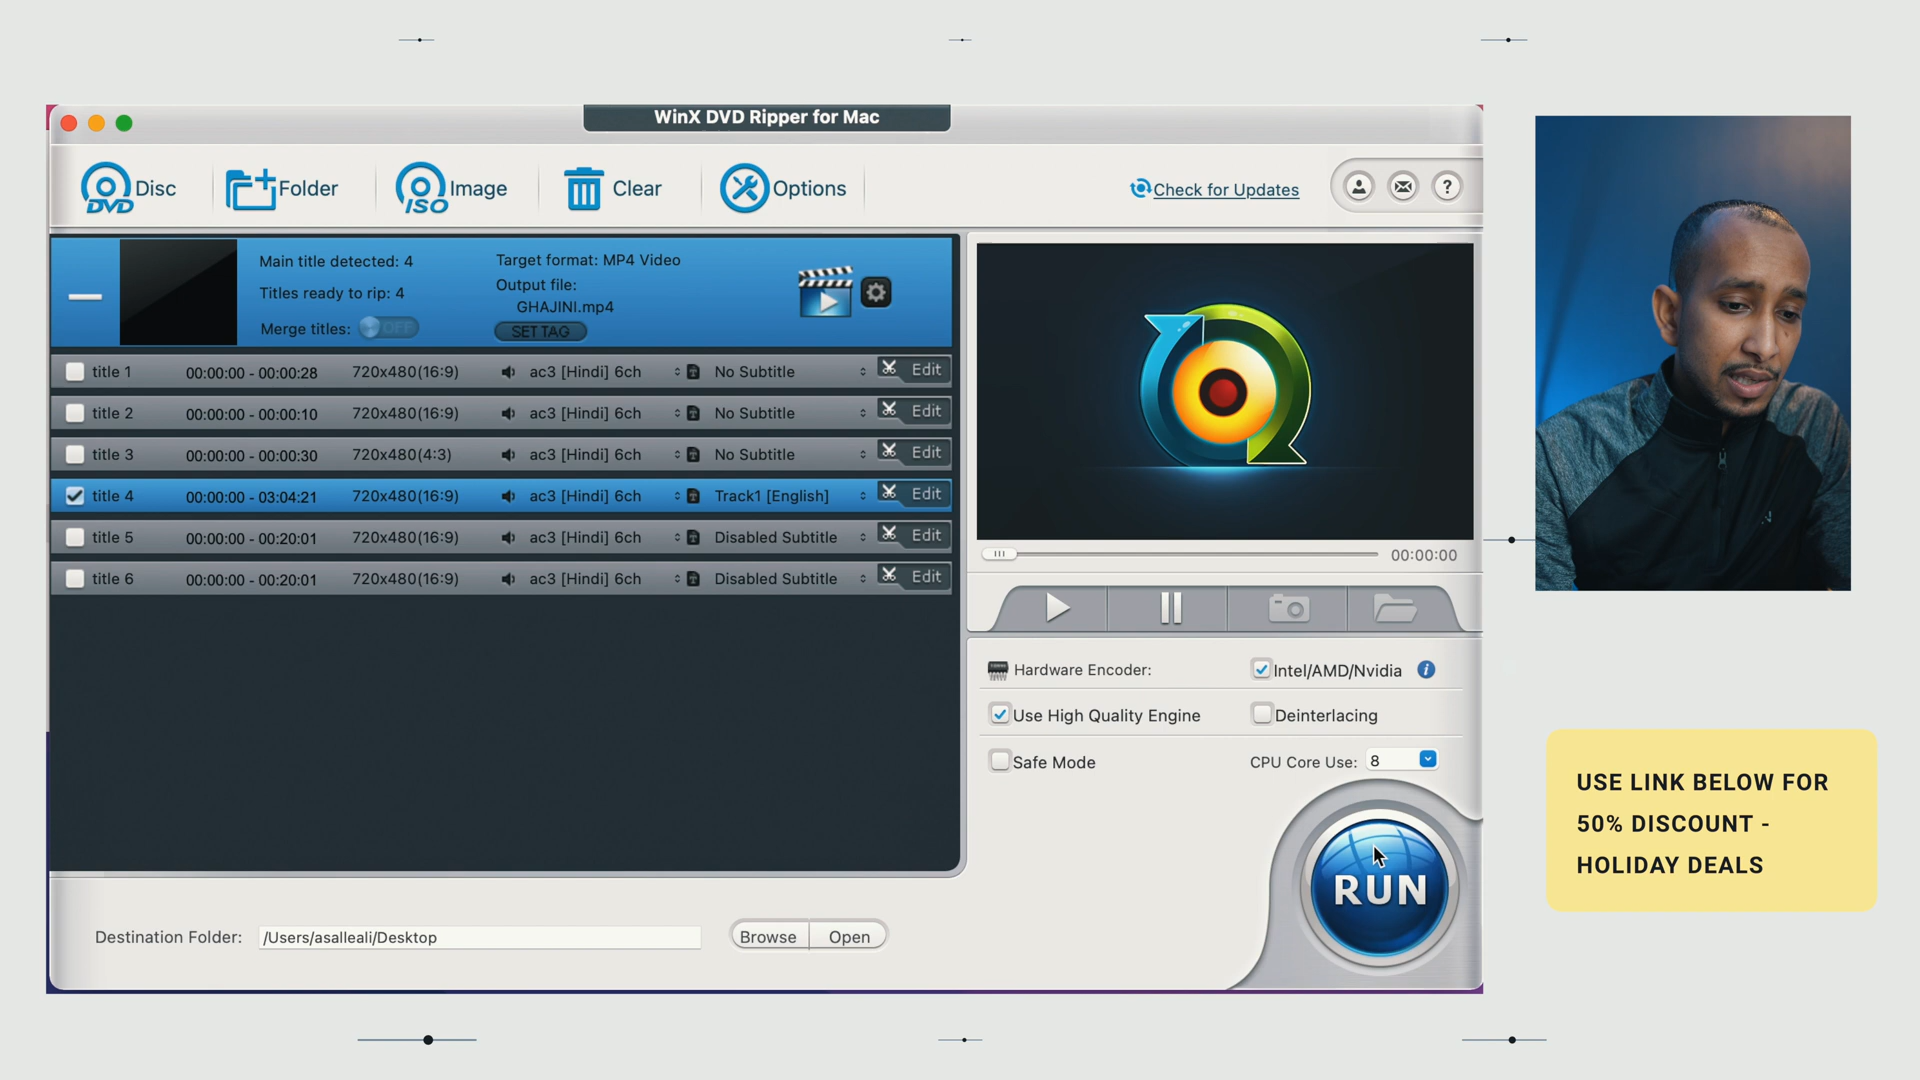 WinX DVD Ripper for Mac
DVD Disc
Folder
ISO Image
Clear
Options
Check for Updates
?
Main title detected: 4
Titles ready to rip: 4
Merge titles: OFF
Target format: MP4 Video
Output file:
GHAJINI.mp4
SET TAG
title 1 00:00:00 - 00:00:28 720x480(16:9) ac3 [Hindi] 6ch No Subtitle Edit
title 2 00:00:00 - 00:00:10 720x480(16:9) ac3 [Hindi] 6ch No Subtitle Edit
title 3 00:00:00 - 00:00:30 720x480(4:3) ac3 [Hindi] 6ch No Subtitle Edit
title 4 00:00:00 - 03:04:21 720x480(16:9) ac3 [Hindi] 6ch Track1 [English] Edit
title 5 00:00:00 - 00:20:01 720x480(16:9) ac3 [Hindi] 6ch Disabled Subtitle Edit
title 6 00:00:00 - 00:20:01 720x480(16:9) ac3 [Hindi] 6ch Disabled Subtitle Edit
00:00:00
Hardware Encoder: Intel/AMD/Nvidia i
Use High Quality Engine Deinterlacing
Safe Mode CPU Core Use: 8
RUN
Destination Folder: /Users/asalleali/Desktop Browse Open
USE LINK BELOW FOR
50% DISCOUNT -
HOLIDAY DEALS